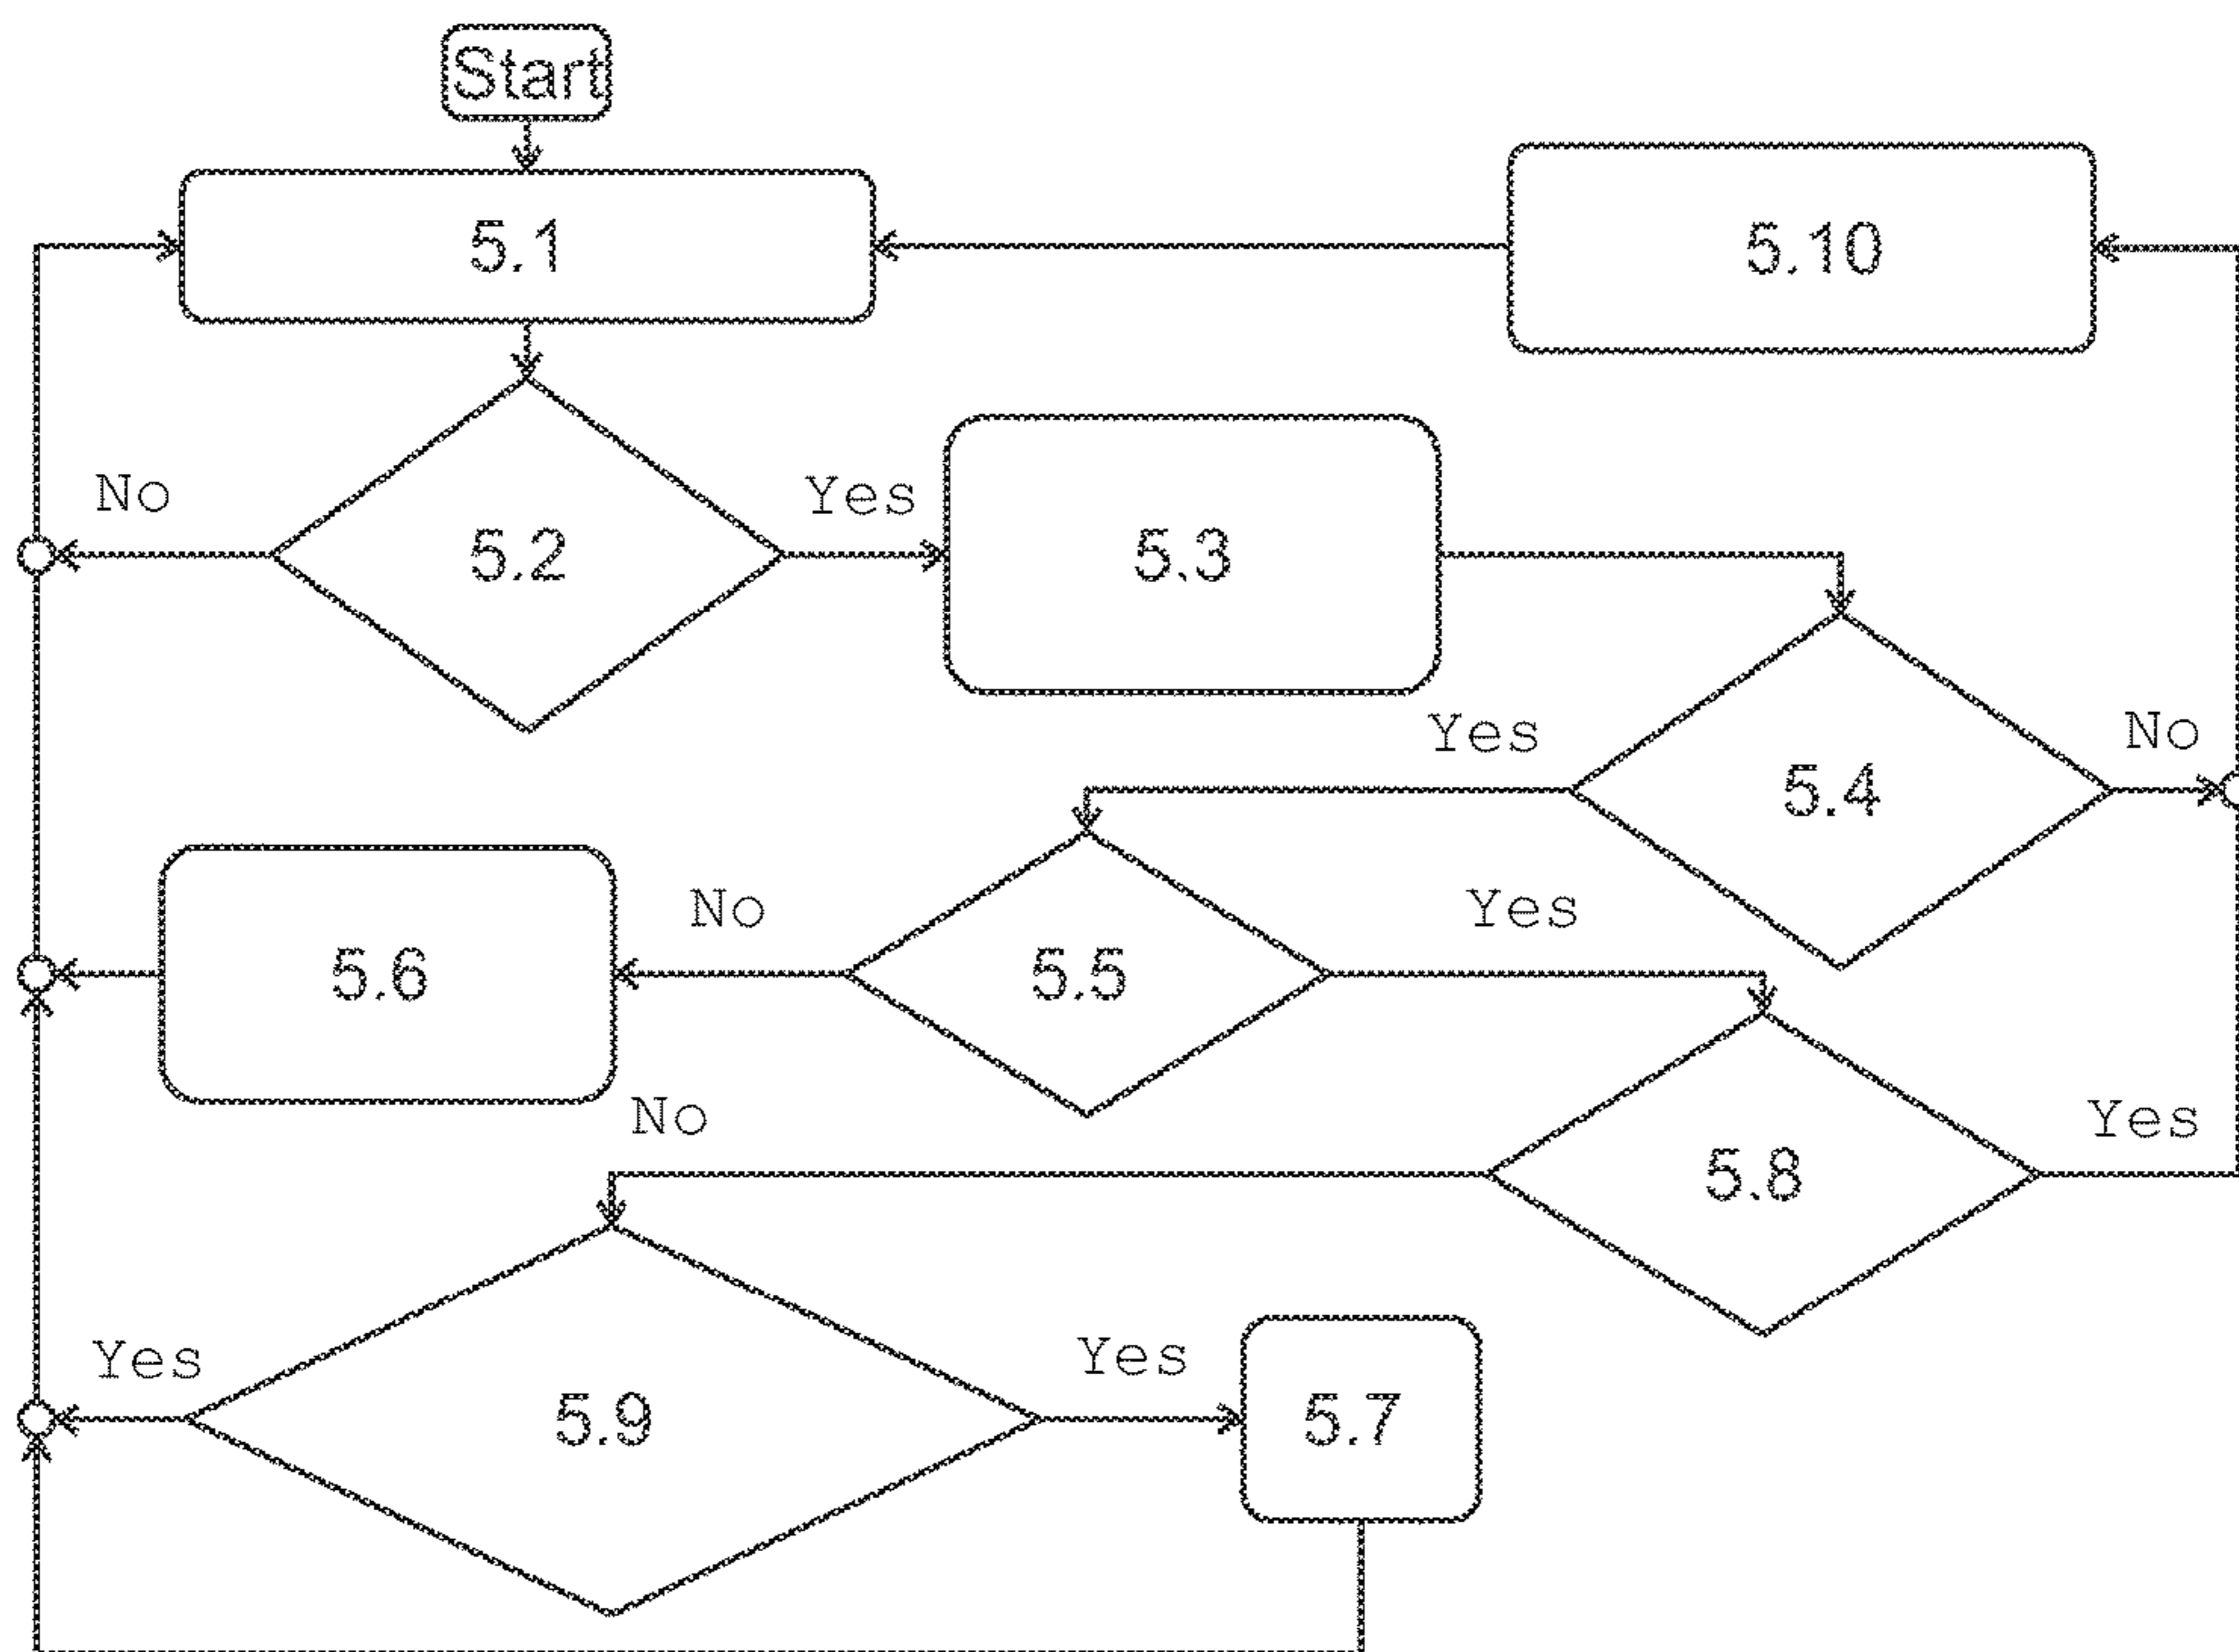 Start
5.1
5.10
No
Yes
5.2
5.3
Yes
No
5.4
No
Yes
5.6
5.5
No
Yes
5.8
Yes
Yes
5.9
5.7